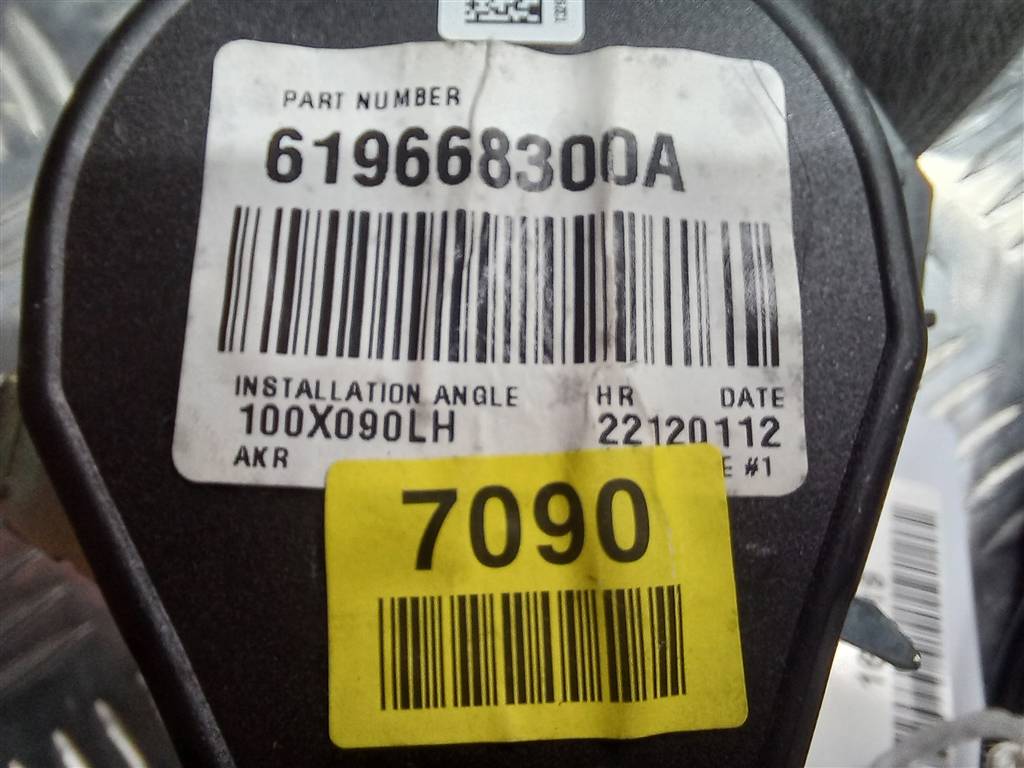 PART NUMBER
619668300A
INSTALLATION ANGLE HR DATE
100X090LH 22120112
AKR #1
7090